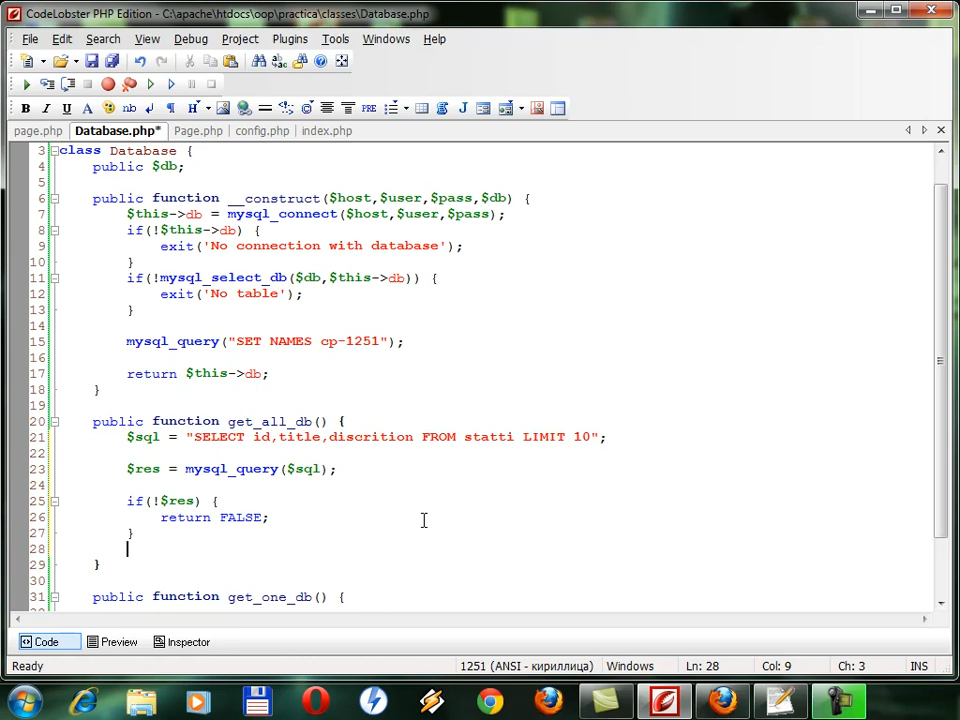 CodeLobster PHP Edition - C:\apache\htdocs\oop\practica\classes\Database.php
File Edit Search View Debug Project Plugins Tools Windows Help
B I U A nb ¶ H PRE J
page.php Database.php* Page.php config.php index.php
3 class Database {
4 public $db;
5
6 public function __construct($host,$user,$pass,$db) {
7 $this->db = mysql_connect($host,$user,$pass);
8 if(!$this->db) {
9 exit('No connection with database');
10 }
11 if(!mysql_select_db($db,$this->db)) {
12 exit('No table');
13 }
14
15 mysql_query("SET NAMES cp-1251");
16
17 return $this->db;
18 }
19
20 public function get_all_db() {
21 $sql = "SELECT id,title,discrition FROM statti LIMIT 10";
22
23 $res = mysql_query($sql);
24
25 if(!$res) {
26 return FALSE;
27 }
28
29 }
30
31 public function get_one_db() {
Code Preview Inspector
Ready 1251 (ANSI - кириллица) Windows Ln: 28 Col: 9 Ch: 3 INS